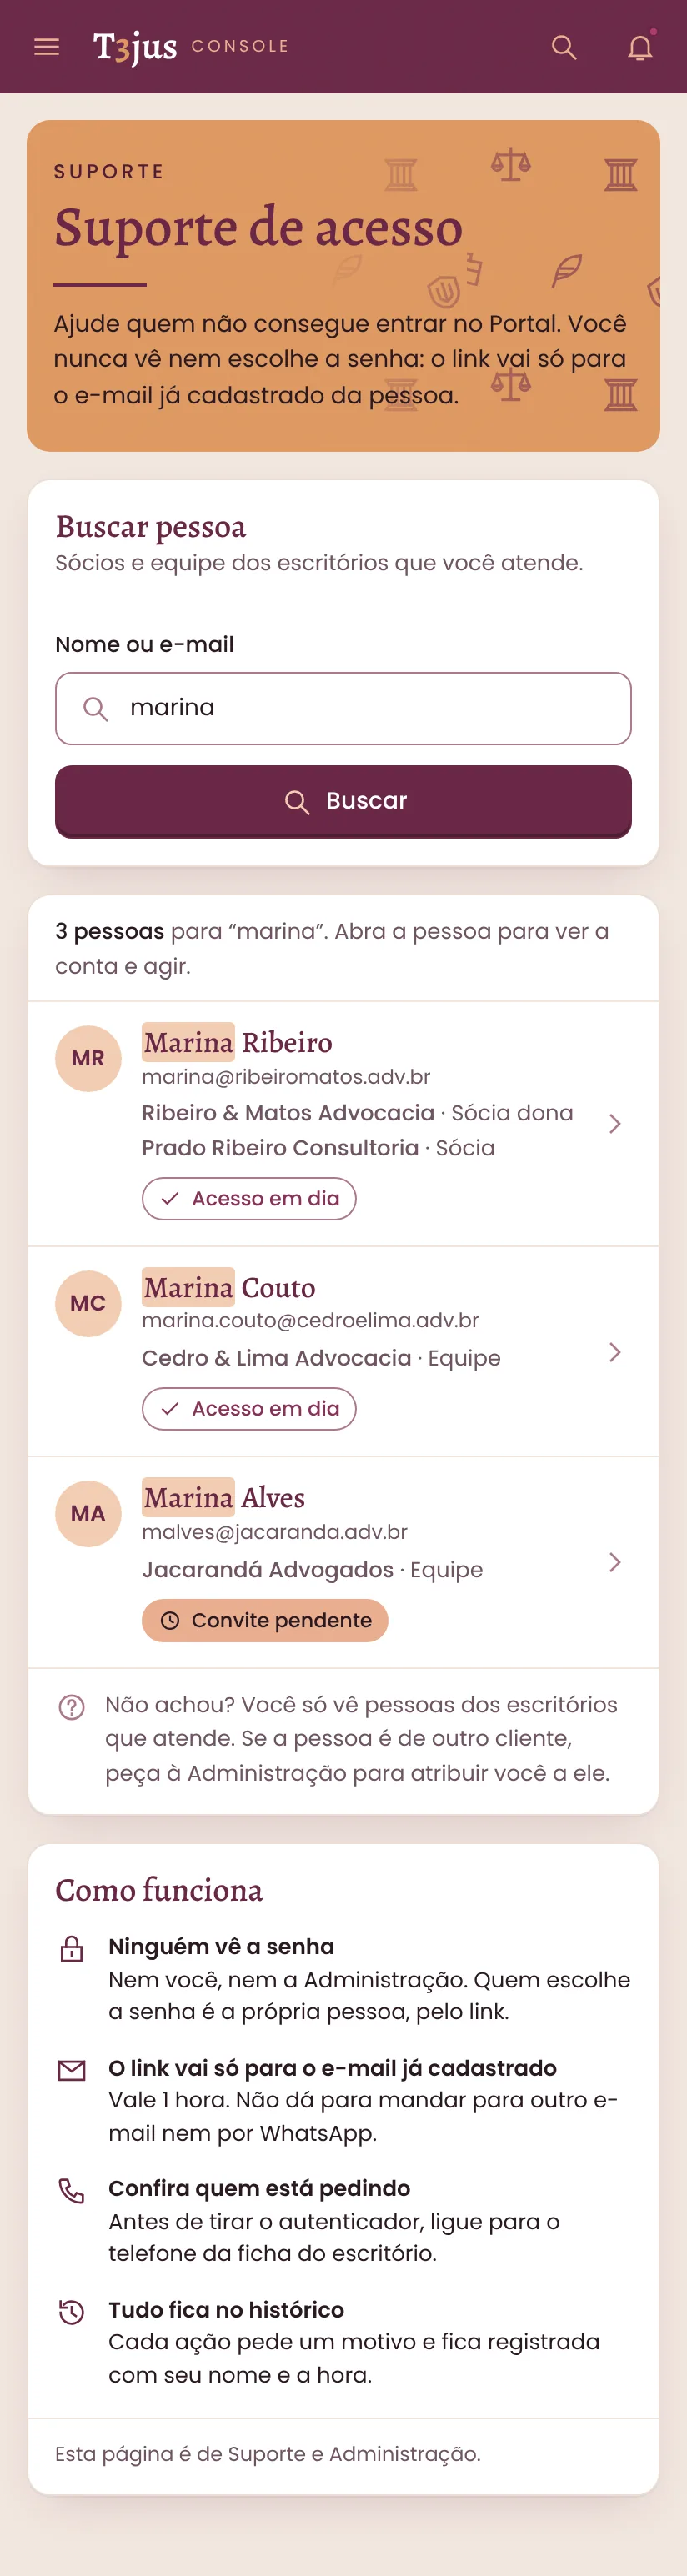 T3jus CONSOLE
SUPORTE
Suporte de acesso
Ajude quem não consegue entrar no Portal. Você
nunca vê nem escolhe a senha: o link vai só para
o e-mail já cadastrado da pessoa.
Buscar pessoa
Sócios e equipe dos escritórios que você atende.
Nome ou e-mail
marina
Buscar
3 pessoas para “marina”. Abra a pessoa para ver a
conta e agir.
MR
Marina Ribeiro
marina@ribeiromatos.adv.br
Ribeiro & Matos Advocacia · Sócia dona
Prado Ribeiro Consultoria · Sócia
Acesso em dia
MC
Marina Couto
marina.couto@cedroelima.adv.br
Cedro & Lima Advocacia · Equipe
Acesso em dia
MA
Marina Alves
malves@jacaranda.adv.br
Jacarandá Advogados · Equipe
Convite pendente
Não achou? Você só vê pessoas dos escritórios
que atende. Se a pessoa é de outro cliente,
peça à Administração para atribuir você a ele.
Como funciona
Ninguém vê a senha
Nem você, nem a Administração. Quem escolhe
a senha é a própria pessoa, pelo link.
O link vai só para o e-mail já cadastrado
Vale 1 hora. Não dá para mandar para outro e-
mail nem por WhatsApp.
Confira quem está pedindo
Antes de tirar o autenticador, ligue para o
telefone da ficha do escritório.
Tudo fica no histórico
Cada ação pede um motivo e fica registrada
com seu nome e a hora.
Esta página é de Suporte e Administração.